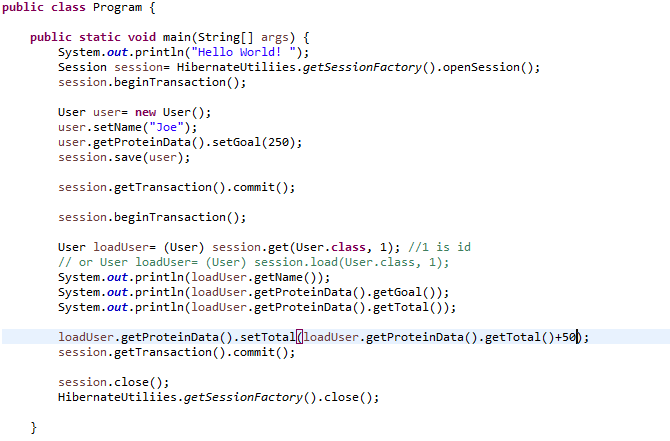 public class Program {
public static void main(String[] args) {
System.out.println("Hello World! ");
Session session= HibernateUtiliies.getSessionFactory().openSession();
session.beginTransaction();
User user= new User();
user.setName("Joe");
user.getProteinData().setGoal(250);
session.save(user);
session.getTransaction().commit();
session.beginTransaction();
User loadUser= (User) session.get(User.class, 1); //1 is id
// or User loadUser= (User) session.load(User.class, 1);
System.out.println(loadUser.getName());
System.out.println(loadUser.getProteinData().getGoal());
System.out.println(loadUser.getProteinData().getTotal());
loadUser.getProteinData().setTotal(loadUser.getProteinData().getTotal()+50);
session.getTransaction().commit();
session.close();
HibernateUtiliies.getSessionFactory().close();
}